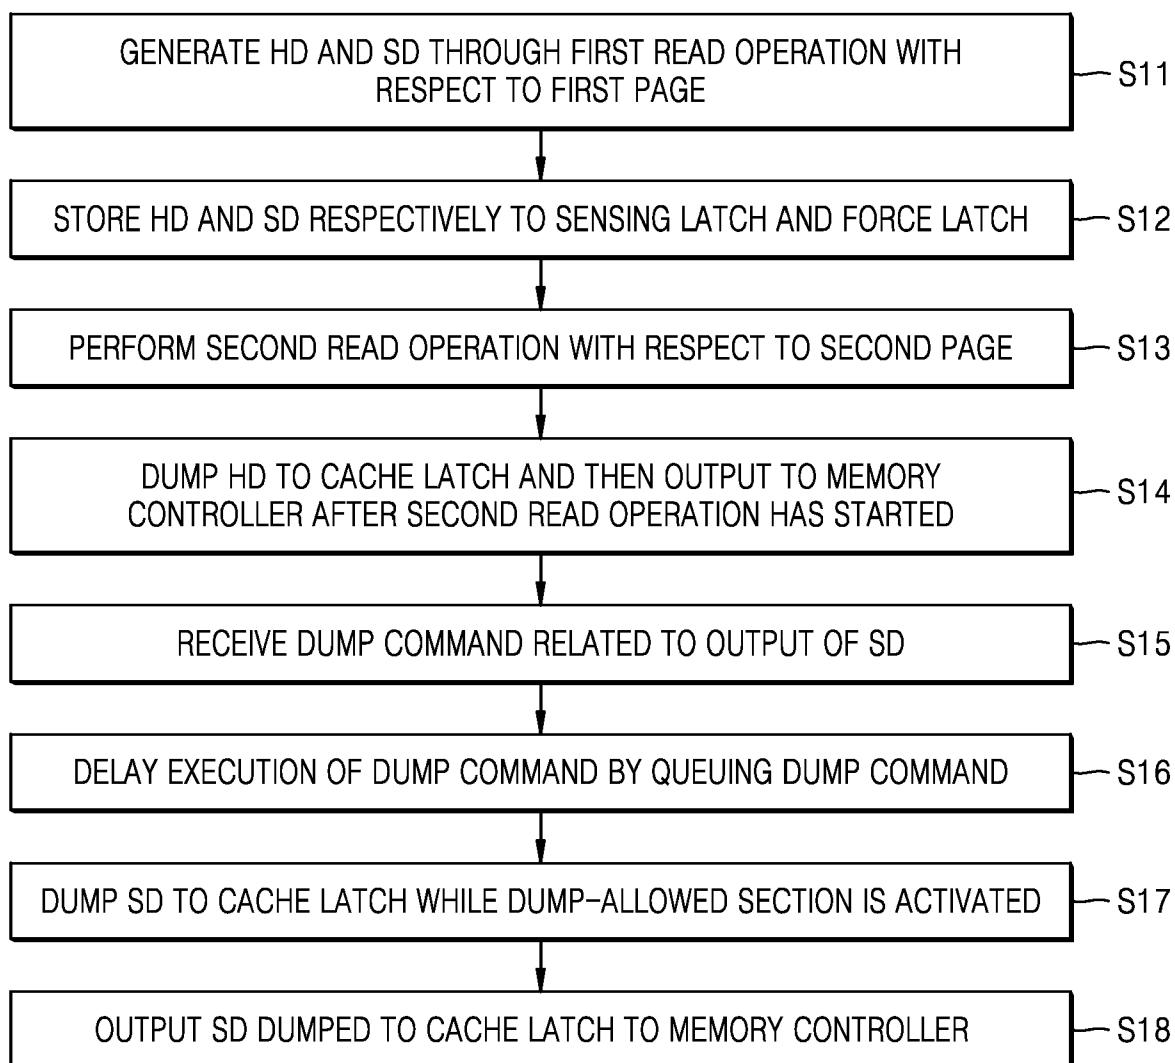 GENERATE HD AND SD THROUGH FIRST READ OPERATION WITH
RESPECT TO FIRST PAGE
S11
STORE HD AND SD RESPECTIVELY TO SENSING LATCH AND FORCE LATCH
S12
PERFORM SECOND READ OPERATION WITH RESPECT TO SECOND PAGE
S13
DUMP HD TO CACHE LATCH AND THEN OUTPUT TO MEMORY
CONTROLLER AFTER SECOND READ OPERATION HAS STARTED
S14
RECEIVE DUMP COMMAND RELATED TO OUTPUT OF SD
S15
DELAY EXECUTION OF DUMP COMMAND BY QUEUING DUMP COMMAND
S16
DUMP SD TO CACHE LATCH WHILE DUMP-ALLOWED SECTION IS ACTIVATED
S17
OUTPUT SD DUMPED TO CACHE LATCH TO MEMORY CONTROLLER
S18